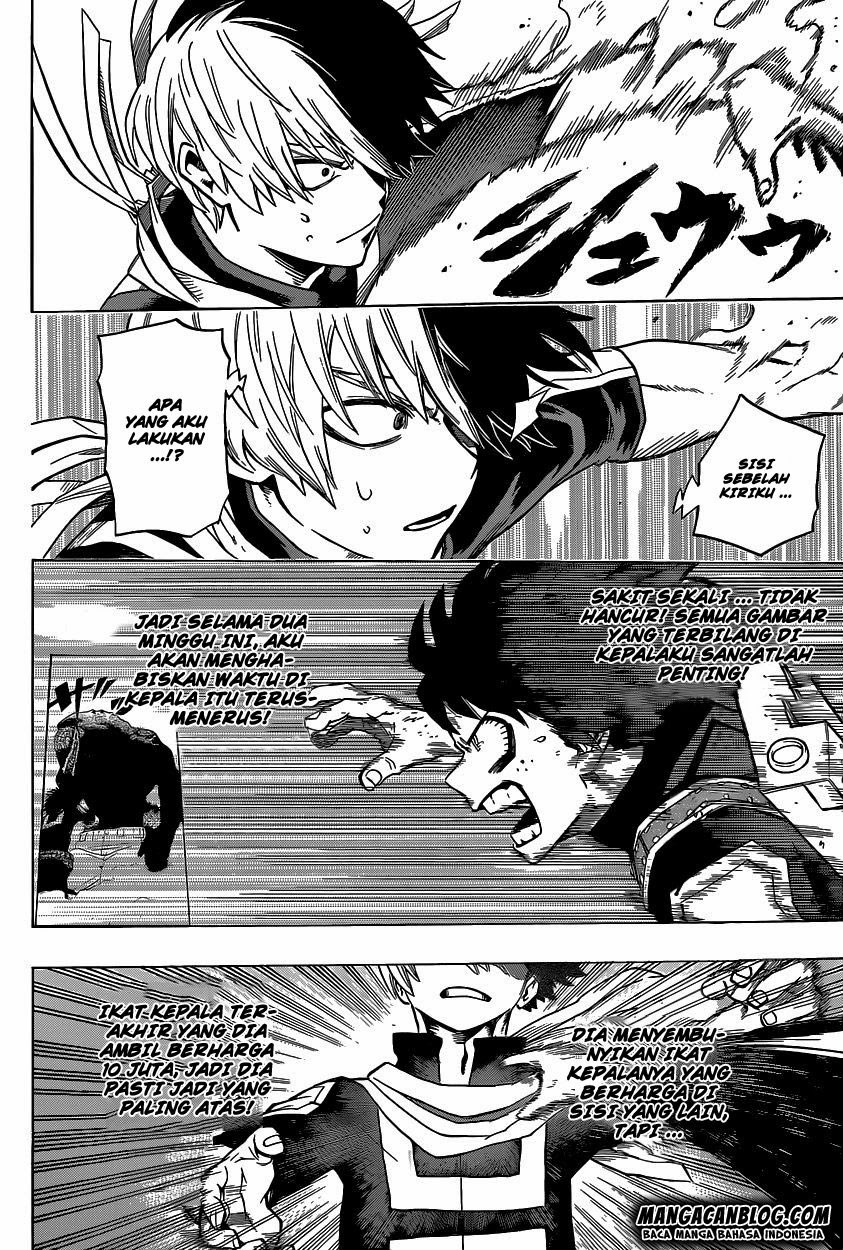 シュウゥ
SISI
SEBELAH
KIRIKU ...
APA
YANG AKU
LAKUKAN
...!?
SAKIT SEKALI ... TIDAK
HANCUR! SEMUA GAMBAR
YANG TERBILANG DI
KEPALAKU SANGATLAH
PENTING!
JADI SELAMA DUA
MINGGU INI, AKU
AKAN MENGHA-
BISKAN WAKTU DI
KEPALA ITU TERUS-
MENERUS!
DIA MENYEMBU-
NYIKAN IKAT
KEPALANYA YANG
BERHARGA DI
SISI YANG LAIN,
TAPI ...
IKAT KEPALA TER-
AKHIR YANG DIA
AMBIL BERHARGA
10 JUTA, JADI DIA
PASTI JADI YANG
PALING ATAS!
MANGACANBLOG.COM
BACA MANGA BAHASA INDONESIA